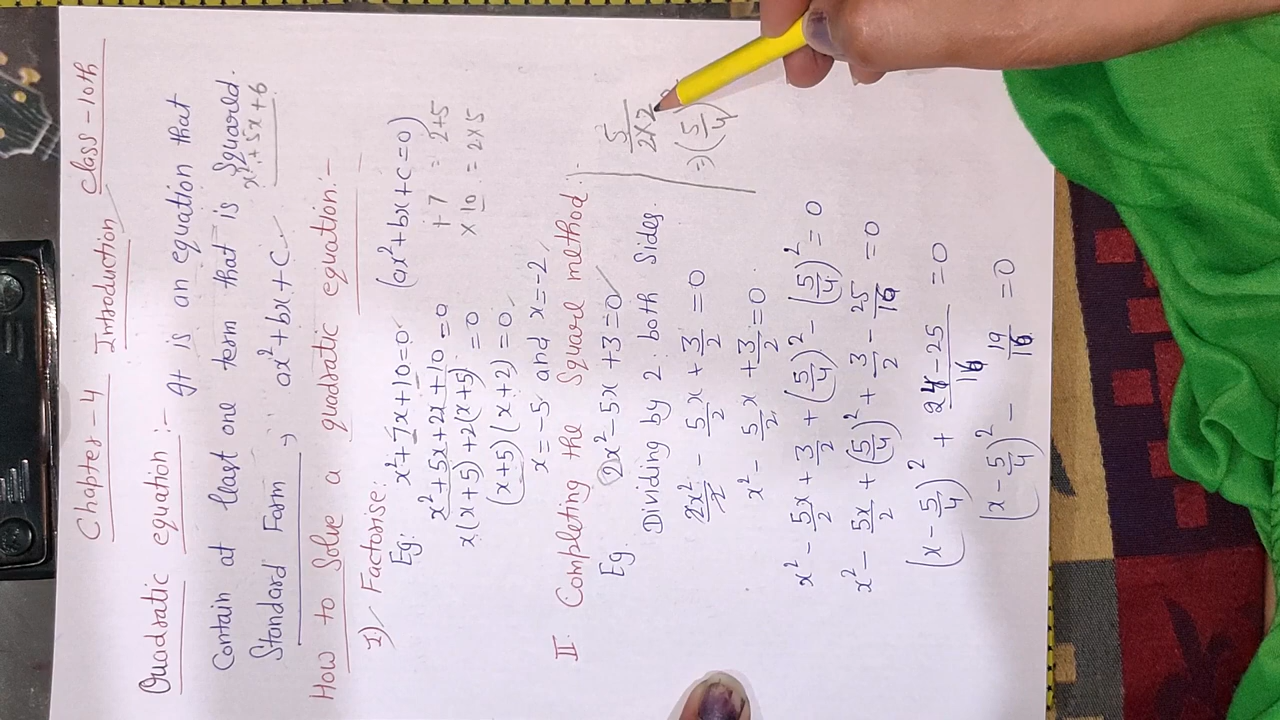 Chapter-4 Introduction Class-10th
Quadratic equation :- It is an equation that
Contain at least one term that is squared.
x²+5x+6
Standard Form , ax²+bx+c
How to Solve a quadratic equation:-
I) Factorise:
Eg: x²+7x+10=0 (ax²+bx+c=0)
x²+5x+2x+10=0 +7 = 2+5
x(x+5)+2(x+5)=0 x10 = 2x5
(x+5)(x+2)=0
x=-5 and x=-2
II Completing the Square method:
Eg. 2x²-5x+3=0
5/2x2
Dividing by 2 both Sides.
=>(5/4)
2x²/2 - 5/2 x + 3/2 = 0
x² - 5/2 x + 3/2 = 0
x² - 5x/2 + 3/2 + (5/4)² - (5/4)² = 0
x² - 5x/2 + (5/4)² + 3/2 - 25/16 = 0
(x - 5/4)² + 24-25/16 = 0
(x - 5/4)² - 19/16 = 0